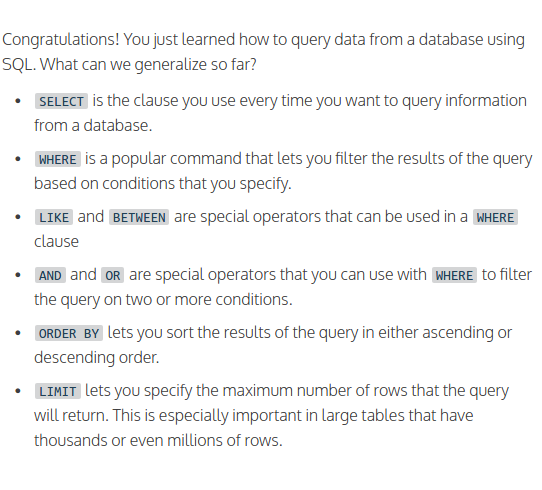 Congratulations! You just learned how to query data from a database using
SQL. What can we generalize so far?
• SELECT is the clause you use every time you want to query information
from a database.
• WHERE is a popular command that lets you filter the results of the query
based on conditions that you specify.
• LIKE and BETWEEN are special operators that can be used in a WHERE
clause
• AND and OR are special operators that you can use with WHERE to filter
the query on two or more conditions.
• ORDER BY lets you sort the results of the query in either ascending or
descending order.
• LIMIT lets you specify the maximum number of rows that the query
will return. This is especially important in large tables that have
thousands or even millions of rows.